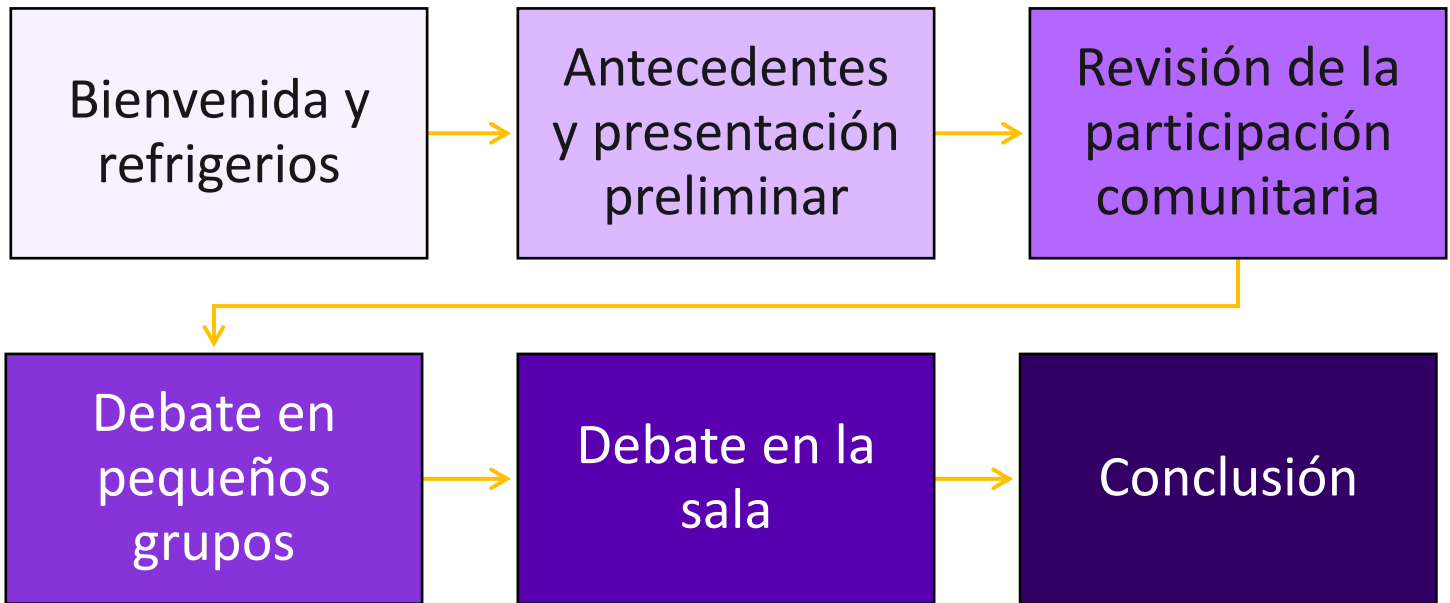 Bienvenida y
refrigerios
Antecedentes
y presentación
preliminar
Revisión de la
participación
comunitaria
Debate en
pequeños
grupos
Debate en la
sala
Conclusión